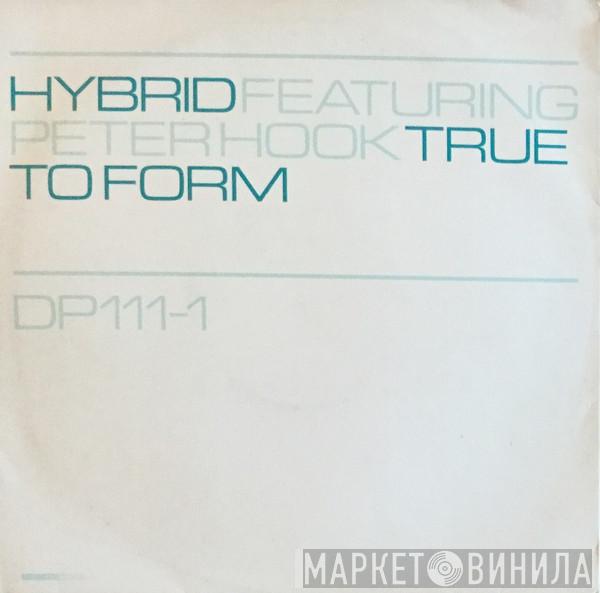 HYBRID FEATURING
PETER HOOK TRUE
TO FORM
DP111-1
МАРКЕТ ВИНИЛА